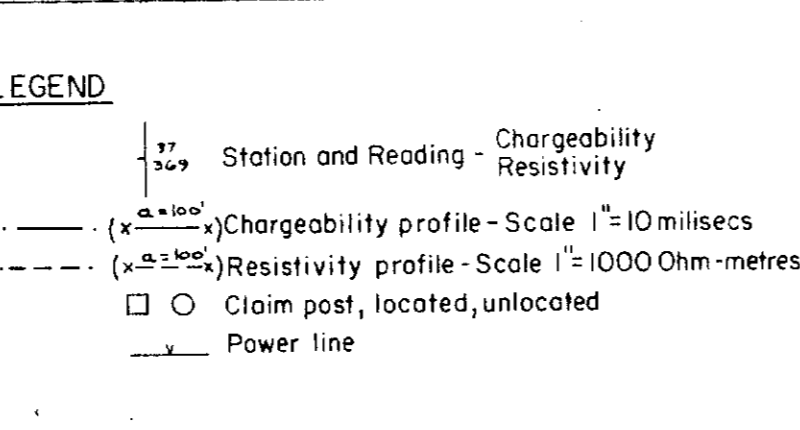 LEGEND
37 Chargeability
369 Station and Reading - Resistivity
(x a=100' x) Chargeability profile - Scale 1"=10 milisecs
(x a=100' x) Resistivity profile - Scale 1"=1000 Ohm-metres
Claim post, located, unlocated
Power line